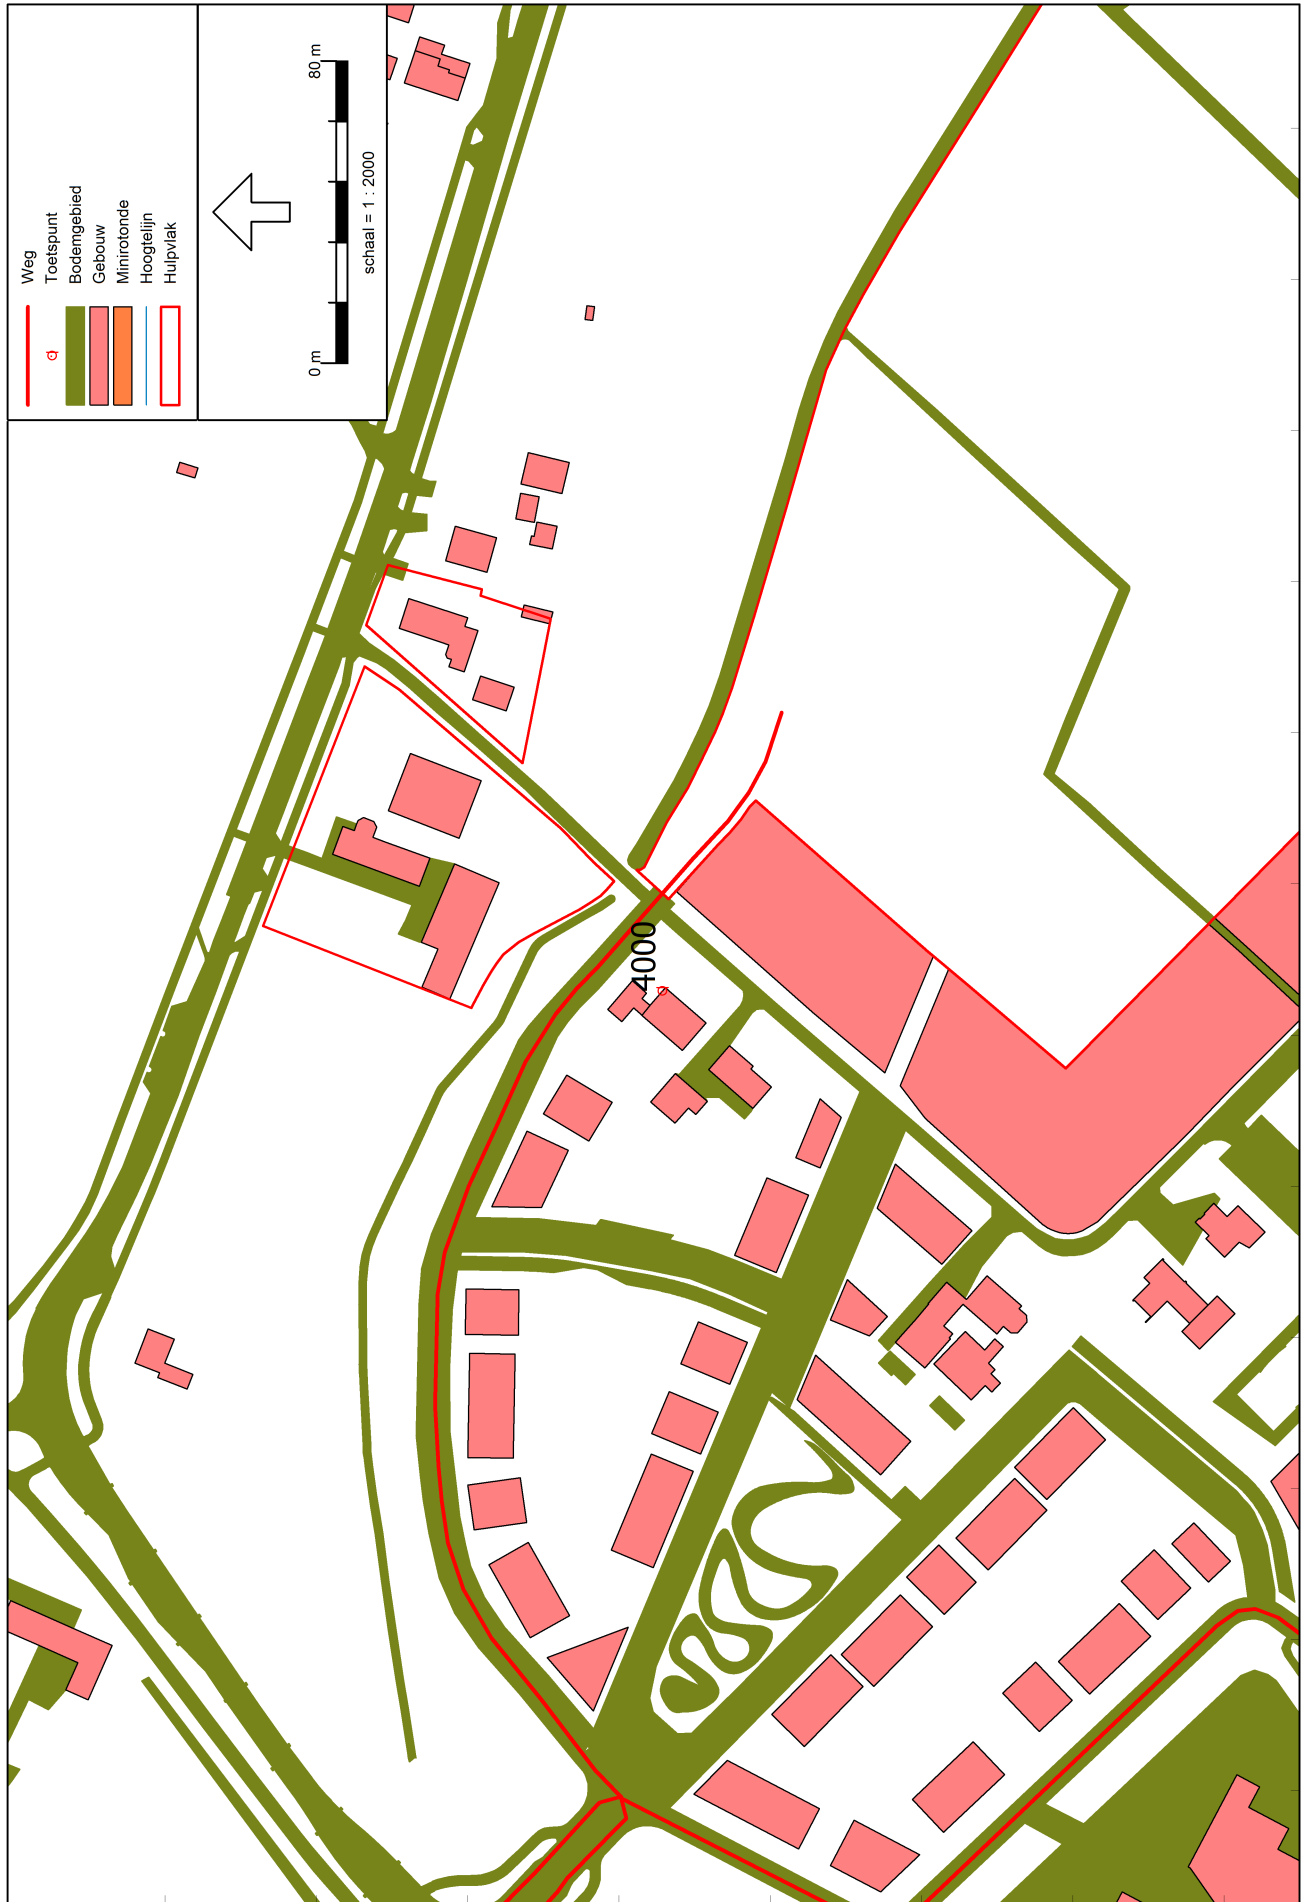 Weg
Toetspunt
Bodemgebied
Gebouw
Minirotonde
Hoogtelijn
Hulpvlak
0 m
80 m
schaal = 1 : 2000
4000